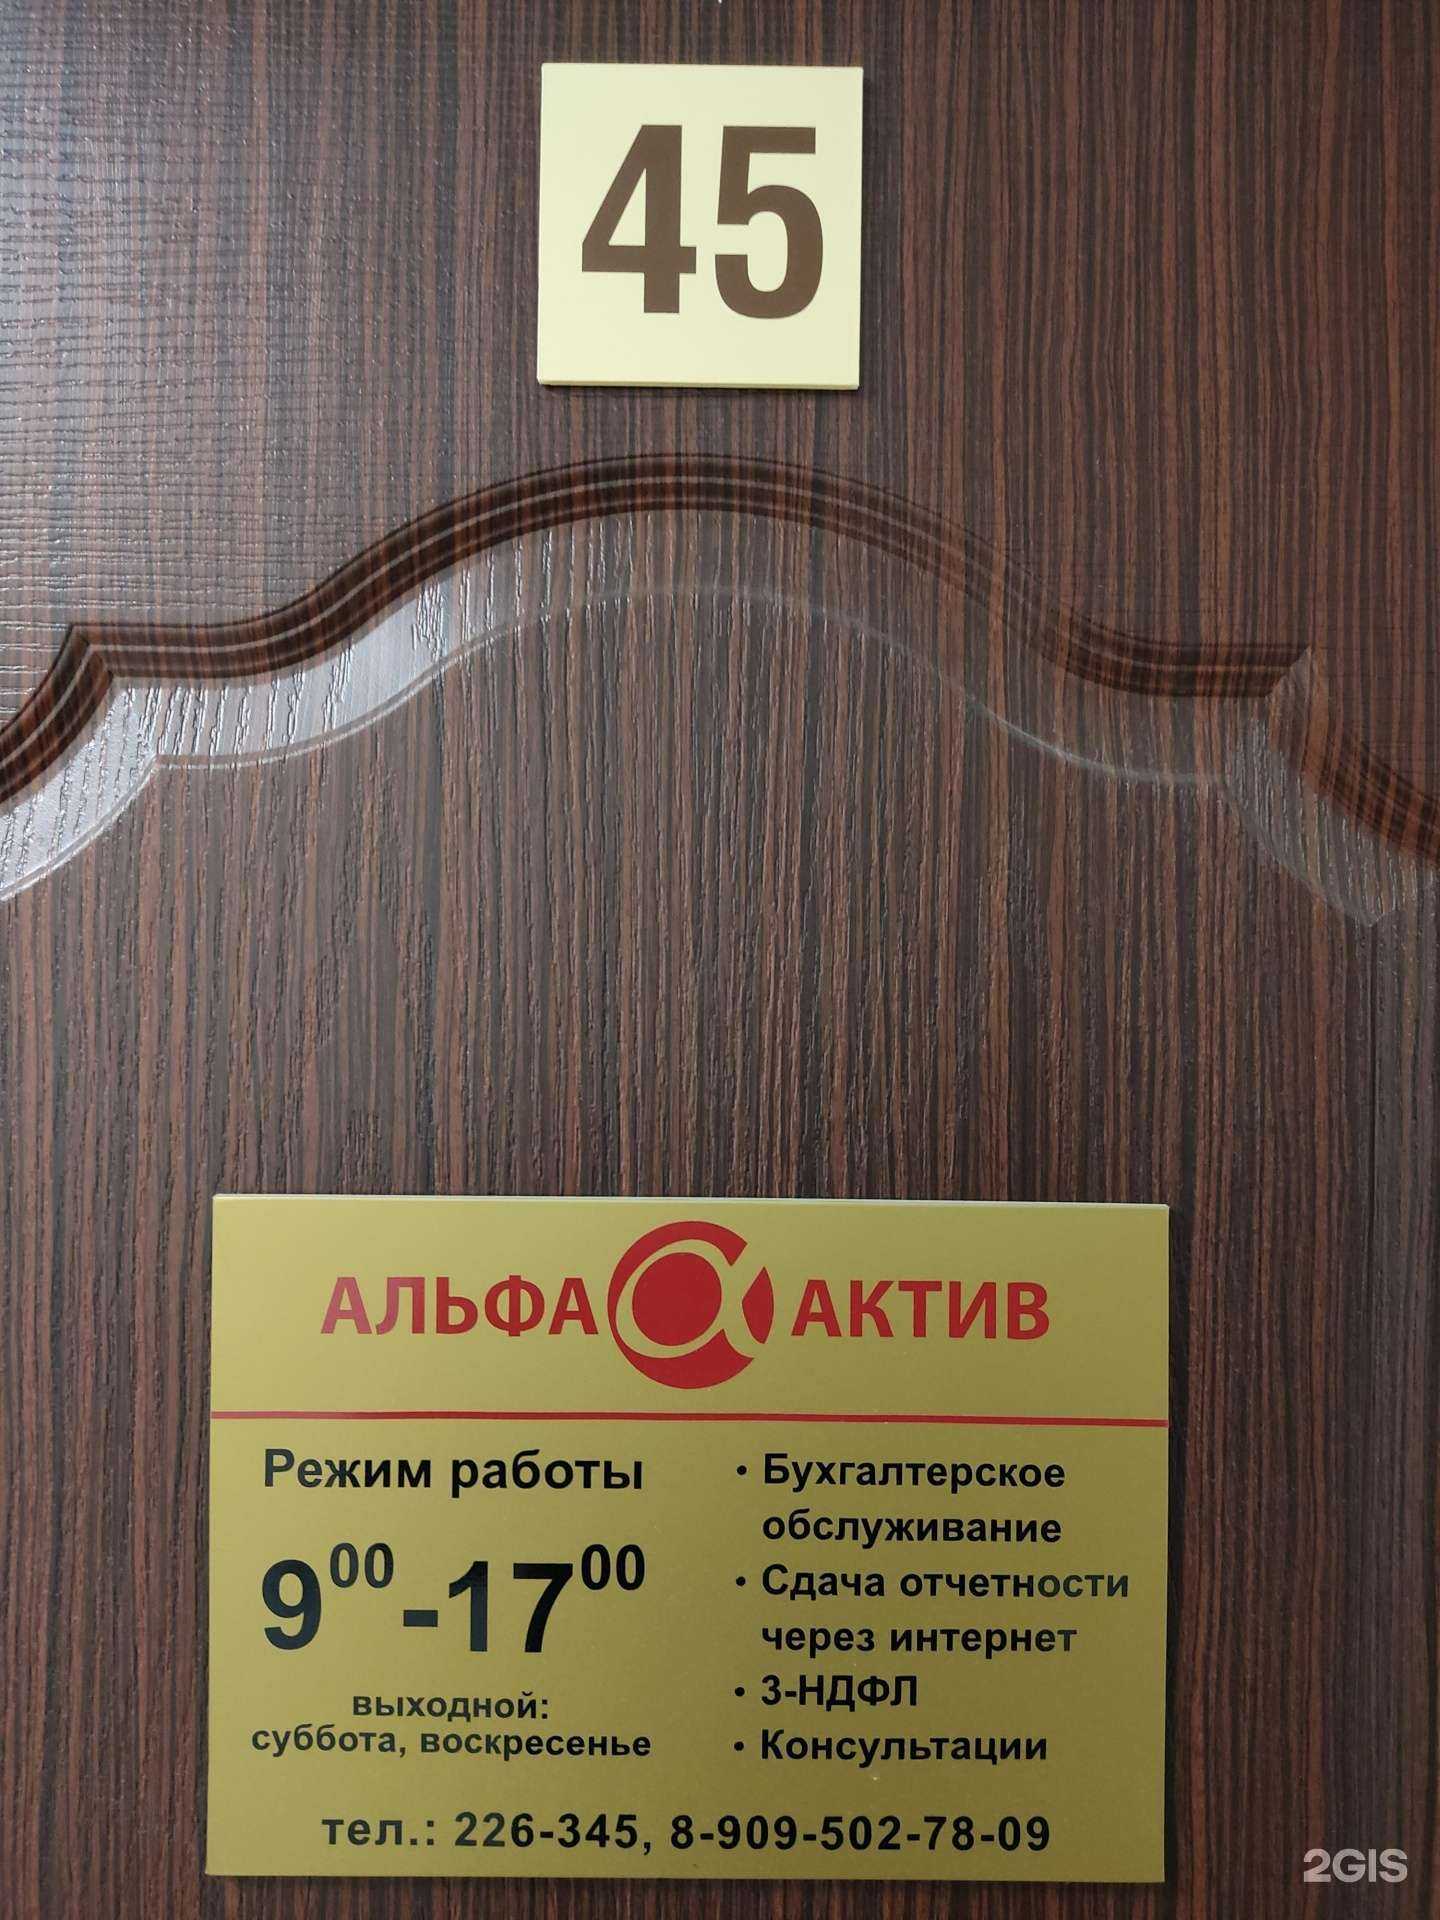 45
АЛЬФА АКТИВ
Режим работы
9⁰⁰-17⁰⁰
выходной:
суббота, воскресенье
· Бухгалтерское
обслуживание
· Сдача отчетности
через интернет
· 3-НДФЛ
· Консультации
тел.: 226-345, 8-909-502-78-09
2GIS